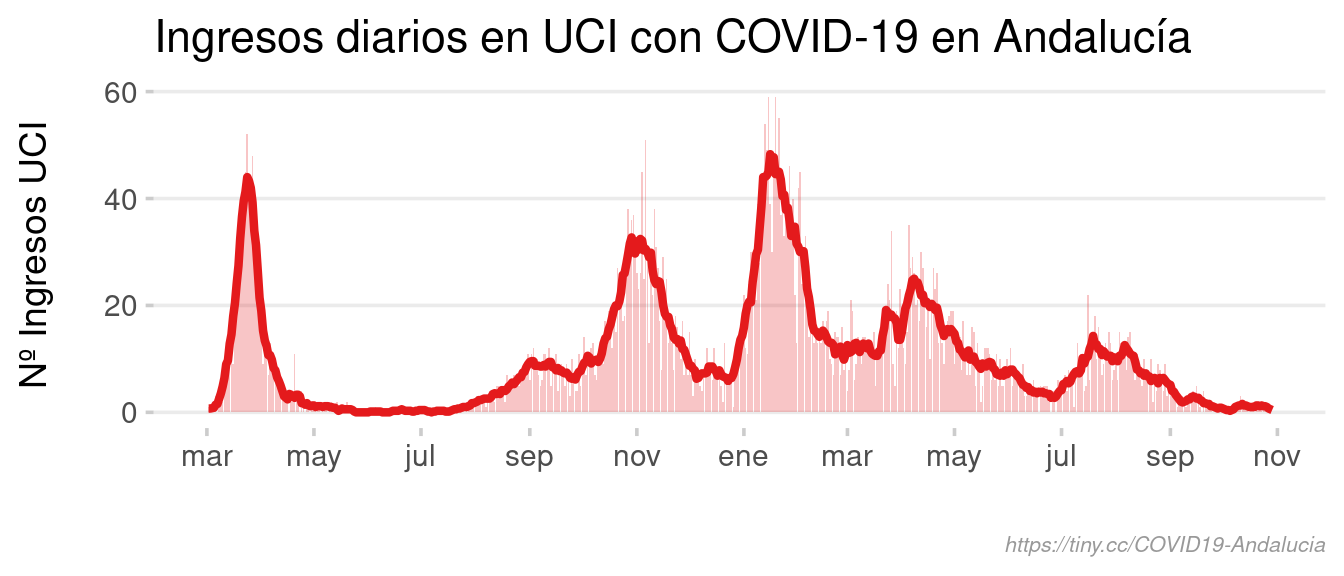 Ingresos diarios en UCI con COVID-19 en Andalucía
Nº Ingresos UCI
60
40
20
0
mar may jul sep nov ene mar may jul sep nov
https://tiny.cc/COVID19-Andalucia